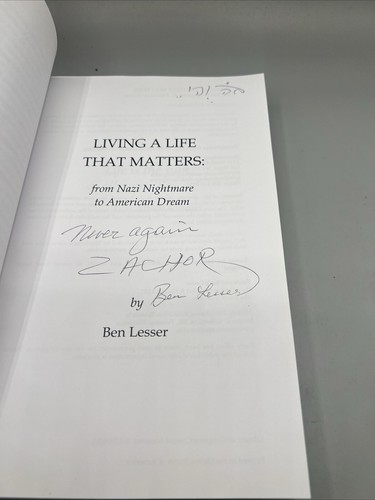 LIVING A LIFE
THAT MATTERS:
from Nazi Nightmare
to American Dream
Never again
ZACHOR
by Ben Lesser
Ben Lesser